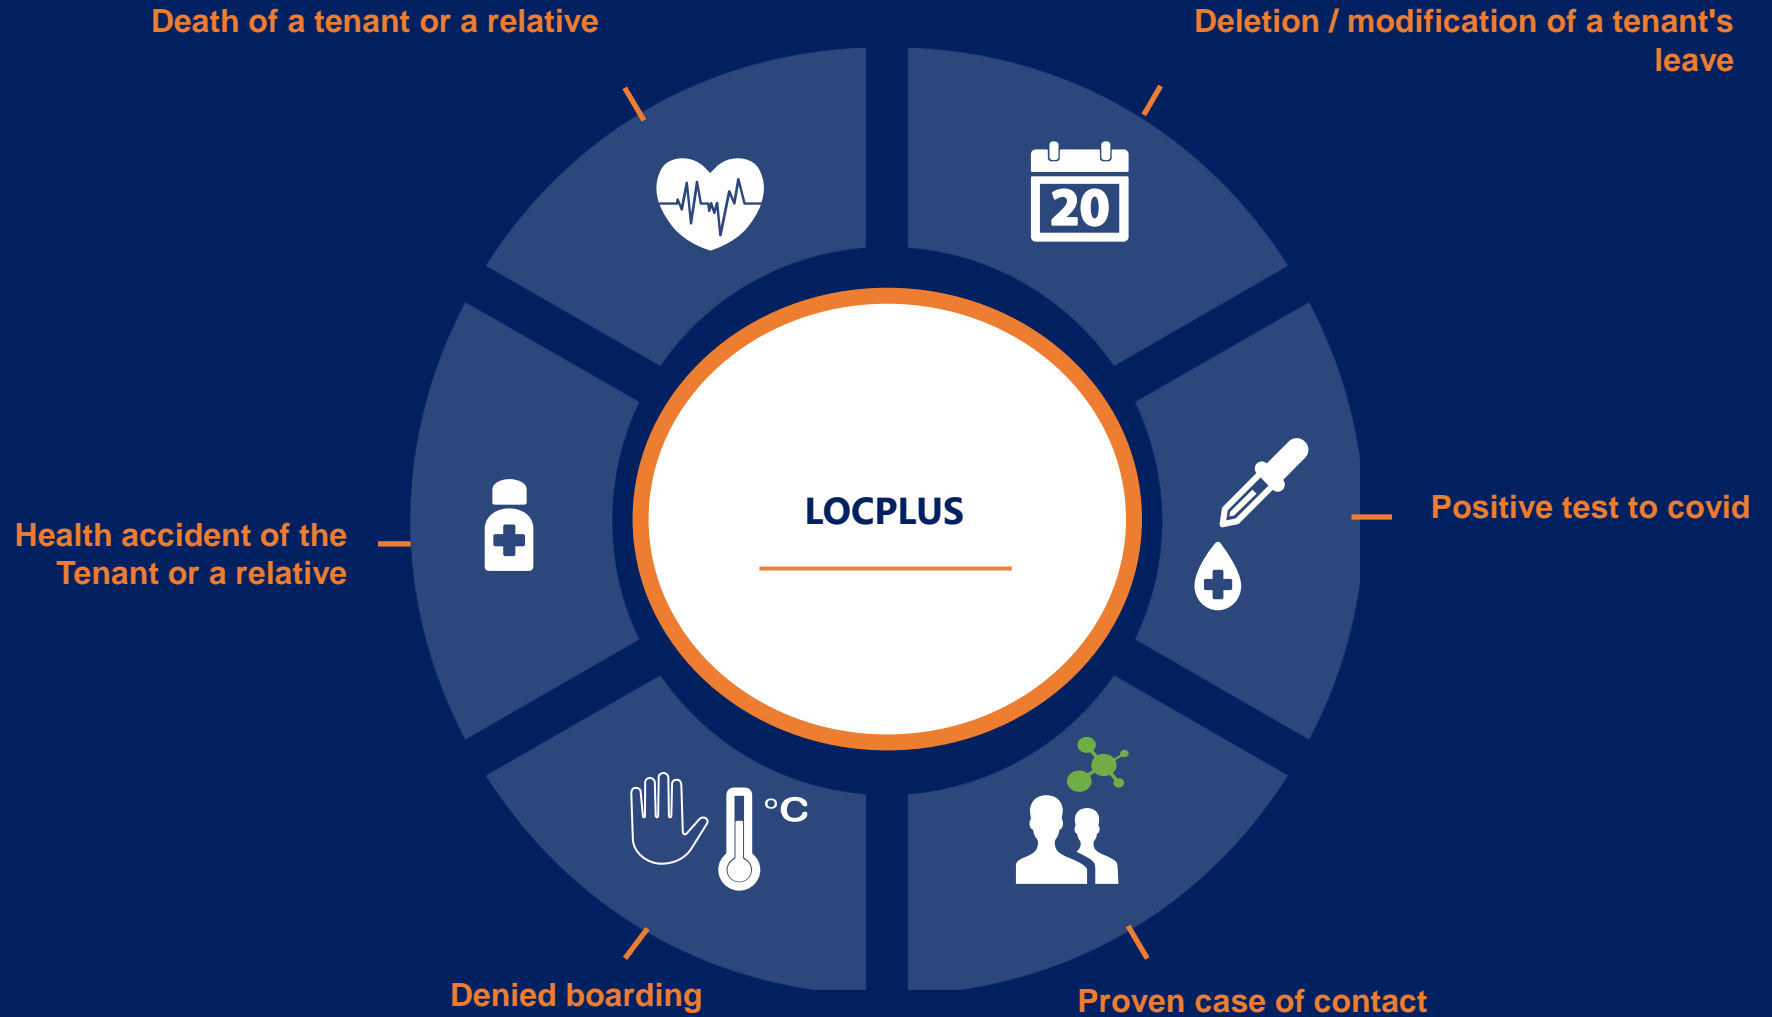 Death of a tenant or a relative
Deletion / modification of a tenant's
leave
20
LOCPLUS
Health accident of the
Tenant or a relative
Positive test to covid
°C
Denied boarding
Proven case of contact